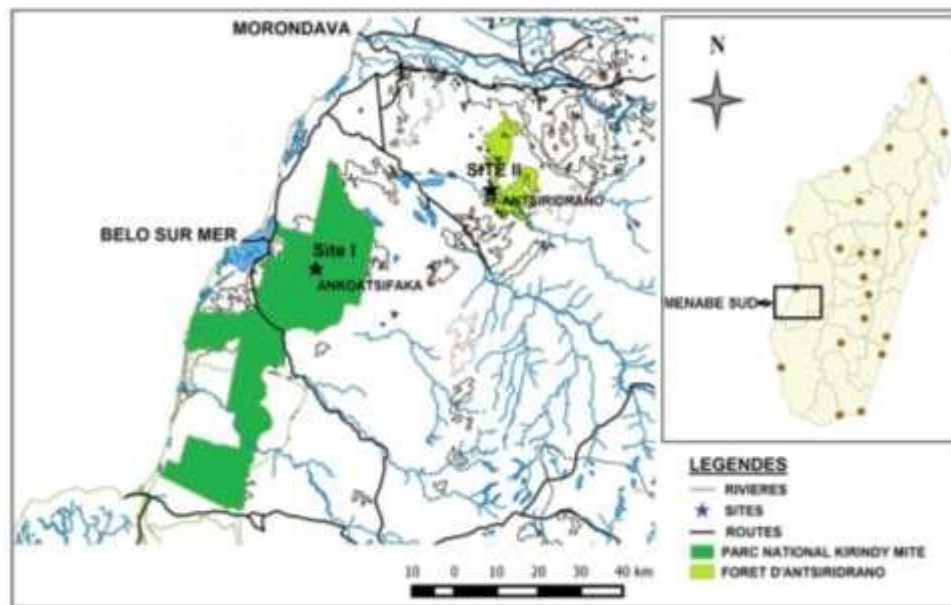 MORONDAVA
N
SITE II
ANTSIRIDRANO
BELO SUR MER
Site I
ANKOATSIFAKA
MENABE SUD
LEGENDES
RIVIERES
SITES
ROUTES
PARC NATIONAL KIRINDY MITE
FORET D'ANTSIRIDRANO
10 0 10 20 30 40 km